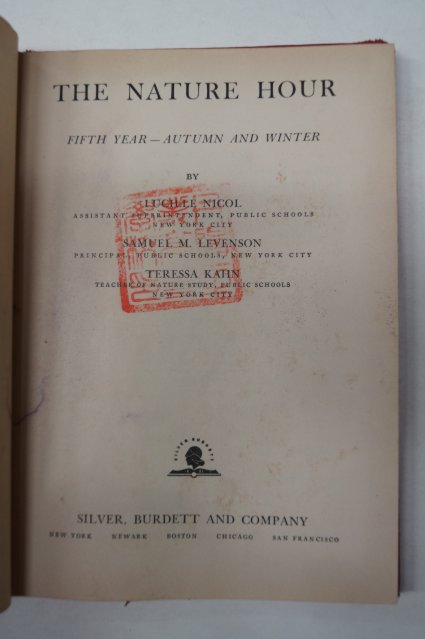 THE NATURE HOUR
FIFTH YEAR — AUTUMN AND WINTER
BY
LUCILLE NICOL
ASSISTANT SUPERINTENDENT, PUBLIC SCHOOLS
NEW YORK CITY
SAMUEL M. LEVENSON
PRINCIPAL, PUBLIC SCHOOLS, NEW YORK CITY
TERESSA KAHN
TEACHER OF NATURE STUDY, PUBLIC SCHOOLS
NEW YORK CITY
SILVER BURDETT
SILVER, BURDETT AND COMPANY
NEW YORK NEWARK BOSTON CHICAGO SAN FRANCISCO